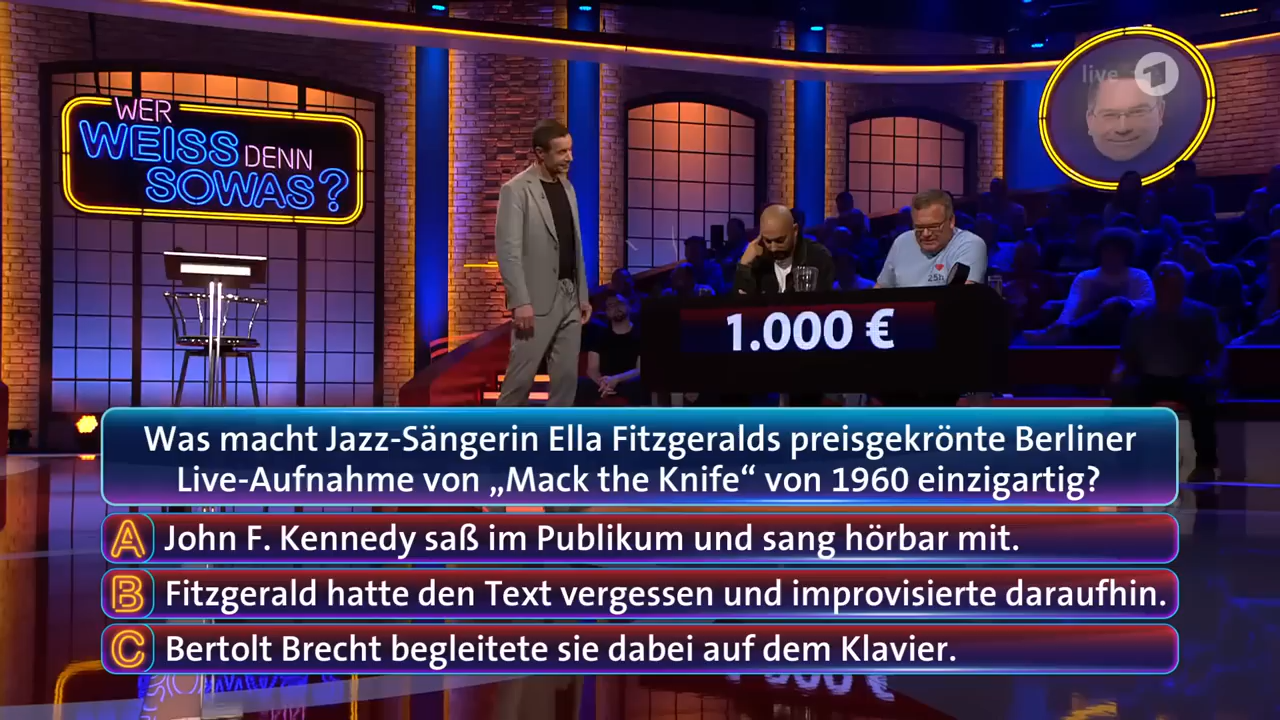 live
WER
WEISS DENN
SOWAS?
25h
1.000 €
Was macht Jazz-Sängerin Ella Fitzgeralds preisgekrönte Berliner
Live-Aufnahme von „Mack the Knife“ von 1960 einzigartig?
A John F. Kennedy saß im Publikum und sang hörbar mit.
B Fitzgerald hatte den Text vergessen und improvisierte daraufhin.
C Bertolt Brecht begleitete sie dabei auf dem Klavier.